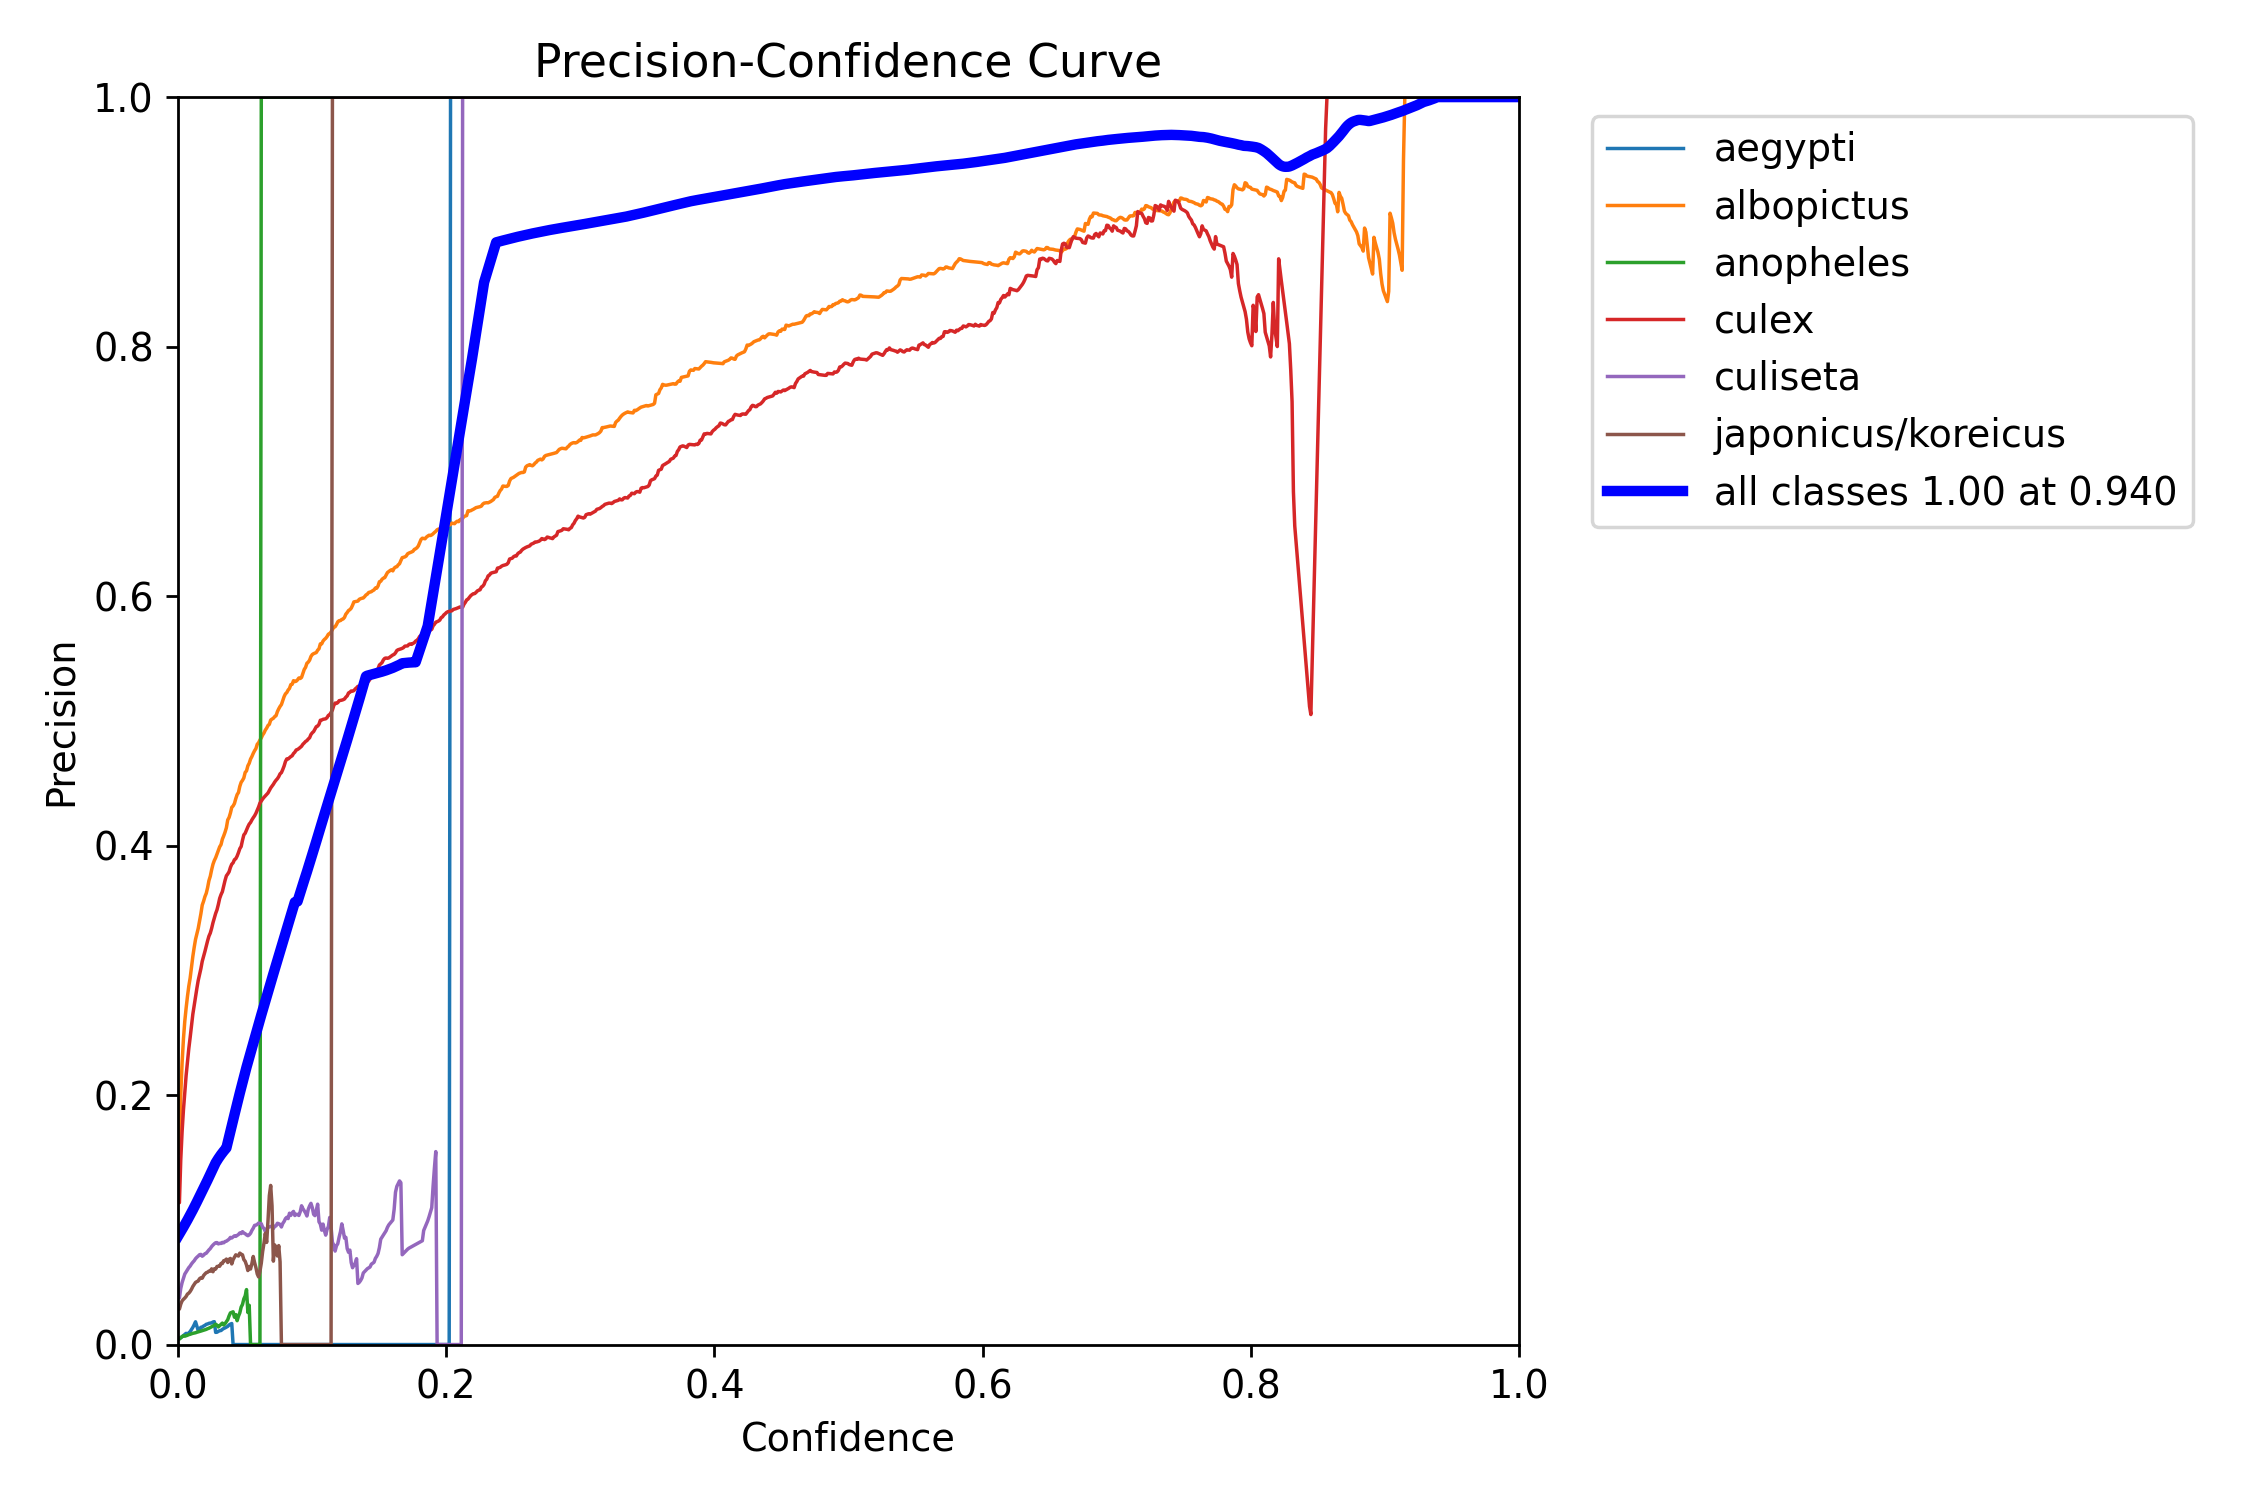 Precision-Confidence Curve
1.0
0.8
0.6
0.4
0.2
0.0
Precision
0.0 0.2 0.4 0.6 0.8 1.0
Confidence
aegypti
albopictus
anopheles
culex
culiseta
japonicus/koreicus
all classes 1.00 at 0.940